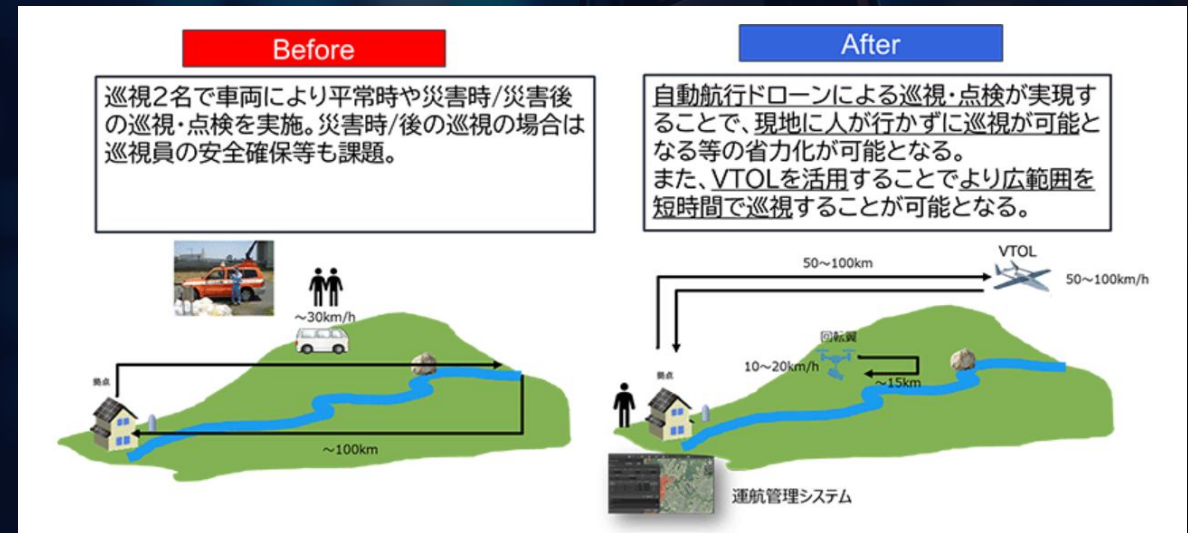 Before
巡視2名で車両により平常時や災害時/災害後
の巡視・点検を実施。災害時/後の巡視の場合は
巡視員の安全確保等も課題。
～30km/h
拠点
～100km
After
自動航行ドローンによる巡視・点検が実現す
ることで、現地に人が行かずに巡視が可能と
なる等の省力化が可能となる。
また、VTOLを活用することでより広範囲を
短時間で巡視することが可能となる。
VTOL
50～100km
50～100km/h
回転翼
10～20km/h
～15km
拠点
運航管理システム